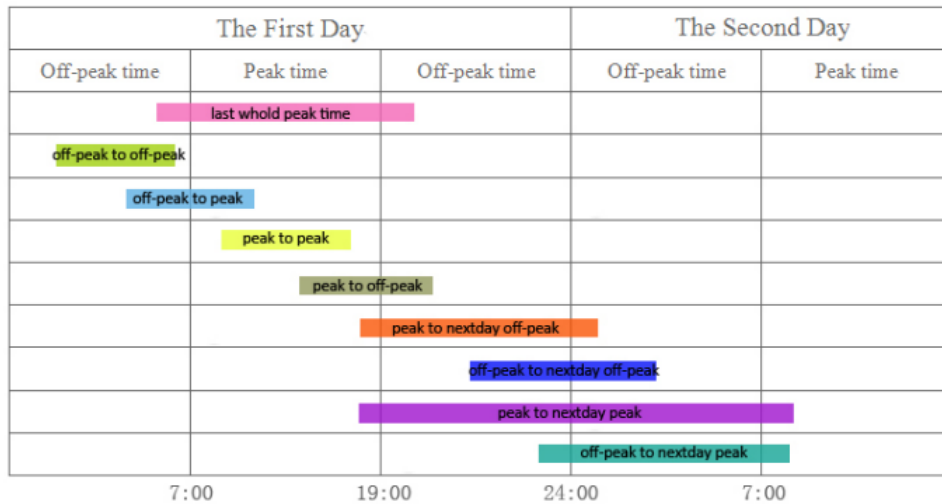 The First Day
The Second Day
Off-peak time
Peak time
Off-peak time
Off-peak time
Peak time
last whold peak time
off-peak to off-peak
off-peak to peak
peak to peak
peak to off-peak
peak to nextday off-peak
off-peak to nextday off-peak
peak to nextday peak
off-peak to nextday peak
7:00
19:00
24:00
7:00